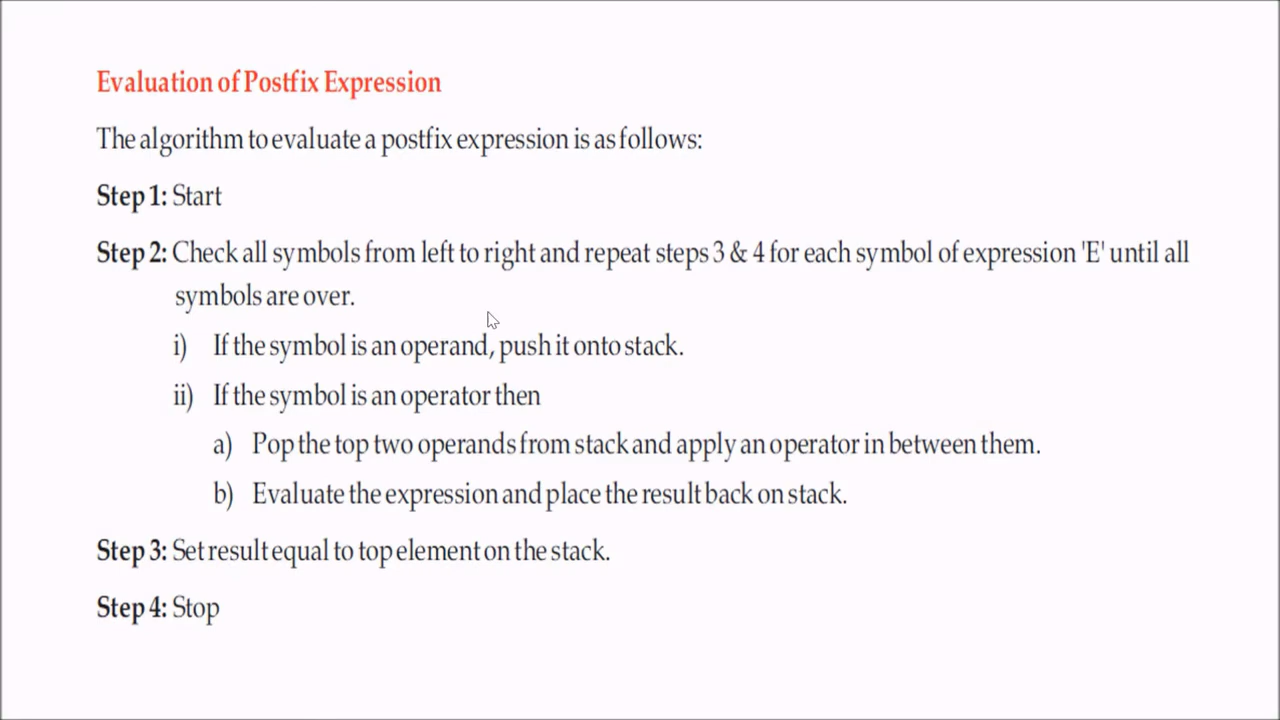 Evaluation of Postfix Expression
The algorithm to evaluate a postfix expression is as follows:
Step 1: Start
Step 2: Check all symbols from left to right and repeat steps 3 & 4 for each symbol of expression 'E' until all
symbols are over.
i) If the symbol is an operand, push it onto stack.
ii) If the symbol is an operator then
a) Pop the top two operands from stack and apply an operator in between them.
b) Evaluate the expression and place the result back on stack.
Step 3: Set result equal to top element on the stack.
Step 4: Stop